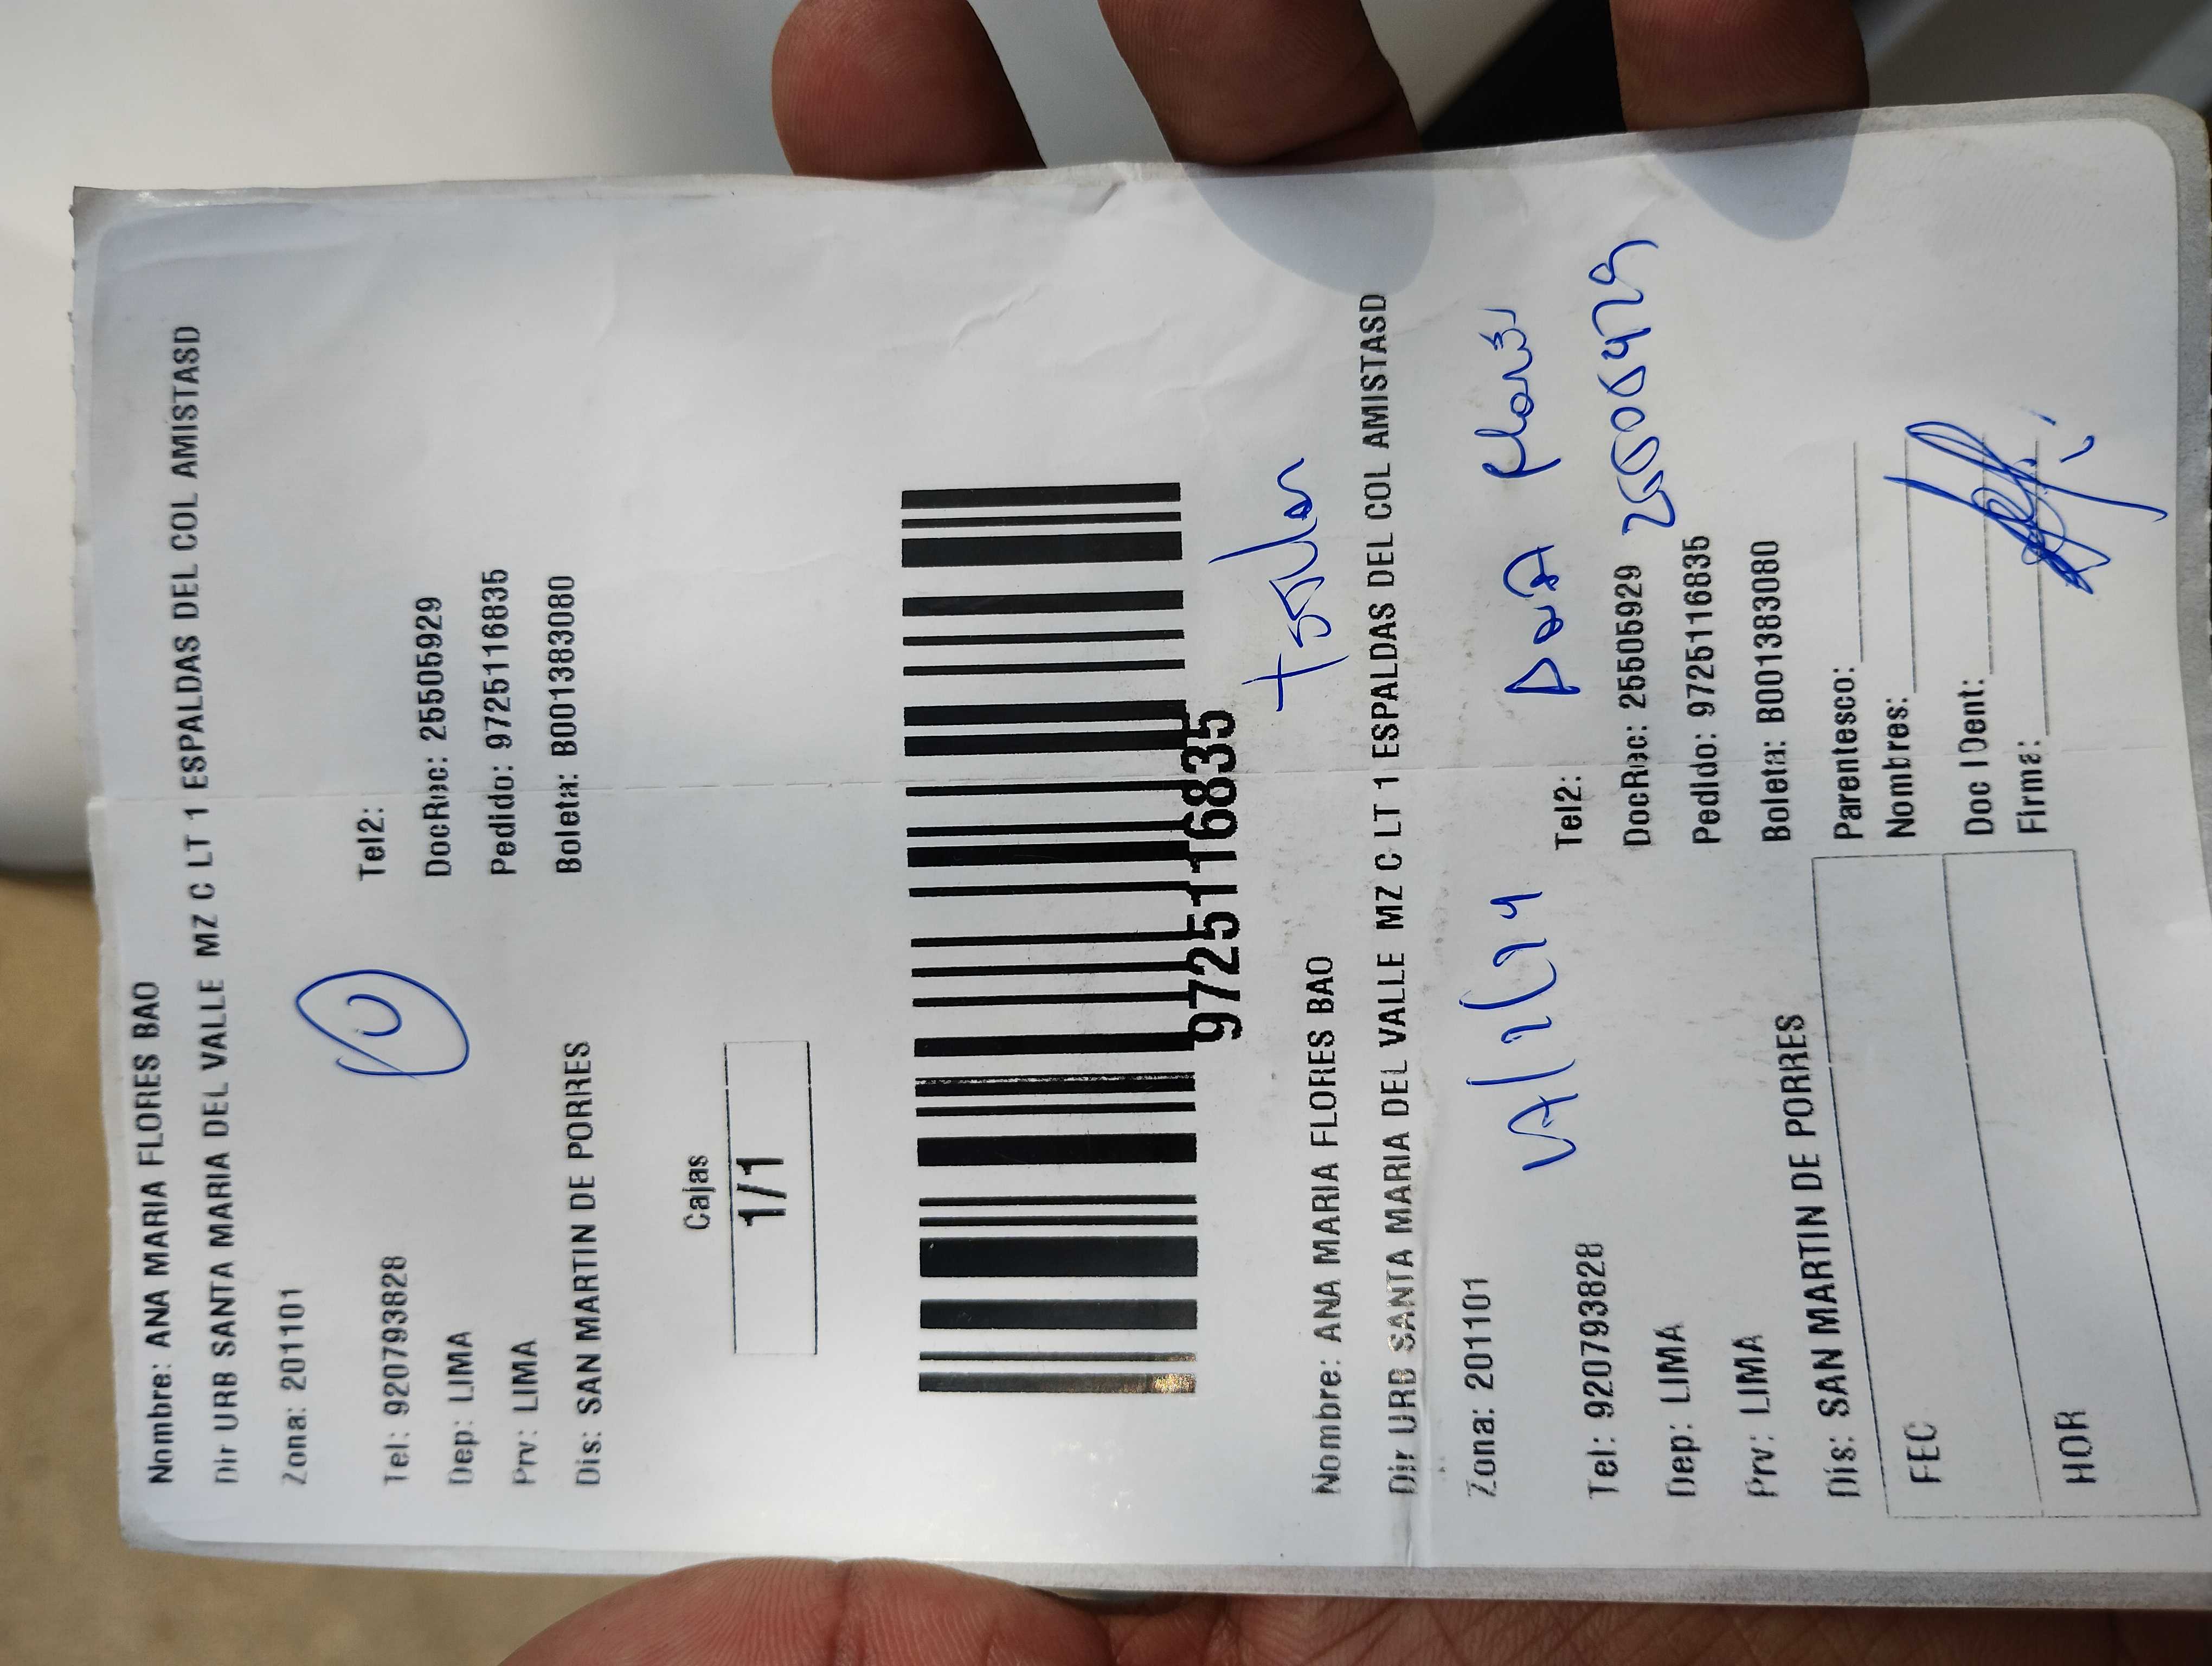 Nombre: ANA MARIA FLORES BAO
Dir URB SANTA MARIA DEL VALLE MZ C LT 1 ESPALDAS DEL COL AMISTASD
Zona: 201101
Tel: 920793828 Tel2:
Dep: LIMA DocRec: 25505929
Prv: LIMA Pedido: 9725116835
Dis: SAN MARTIN DE PORRES Boleta: B001383080
Cajas
1/1
9725116835
Nombre: ANA MARIA FLORES BAO
Dir URB SANTA MARIA DEL VALLE MZ C LT 1 ESPALDAS DEL COL AMISTASD
Zona: 201101
Tel: 920793828 Tel2:
Dep: LIMA DocRec: 25505929
Prv: LIMA Pedido: 9725116835
Dis: SAN MARTIN DE PORRES Boleta: B001383080
FEC
HOR
Parentesco:
Nombres:
Doc IDent:
Firma: